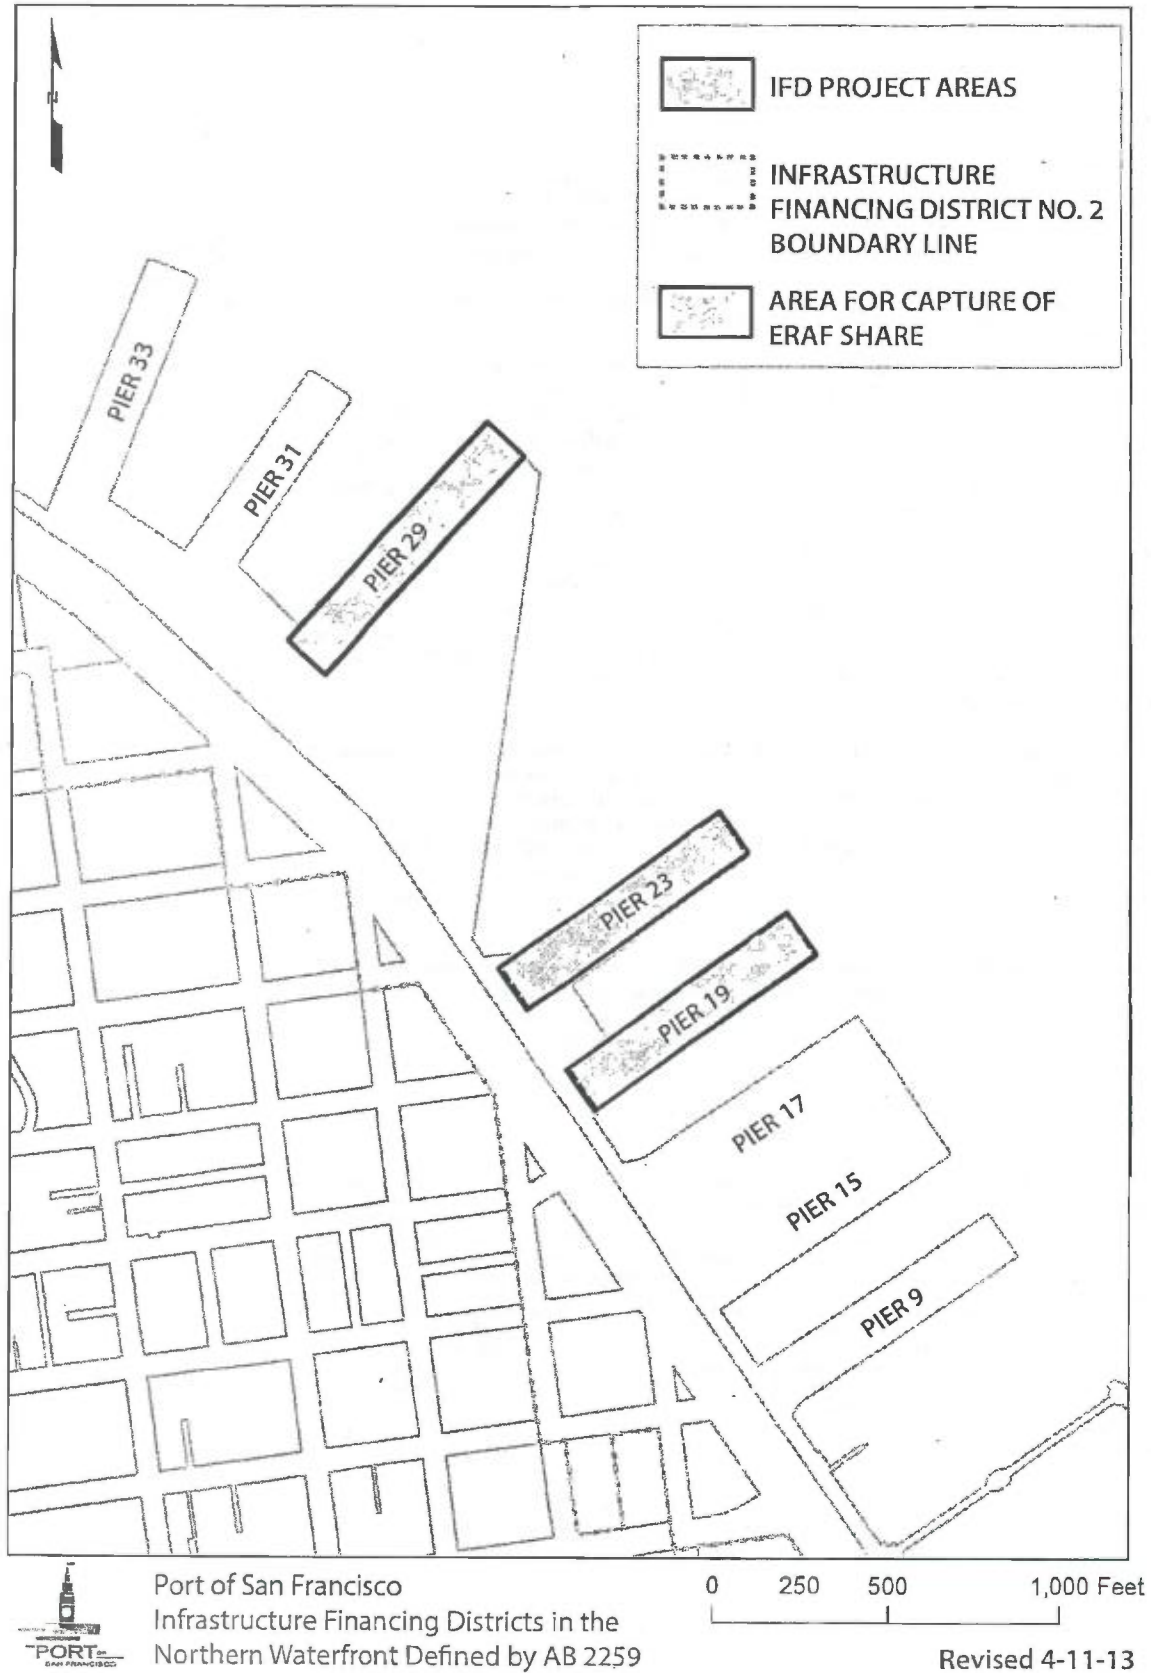 N
IFD PROJECT AREAS
INFRASTRUCTURE
FINANCING DISTRICT NO. 2
BOUNDARY LINE
AREA FOR CAPTURE OF
ERAF SHARE
PIER 33
PIER 31
PIER 29
PIER 23
PIER 19
PIER 17
PIER 15
PIER 9
PORT
SAN FRANCISCO
Port of San Francisco
Infrastructure Financing Districts in the
Northern Waterfront Defined by AB 2259
0 250 500 1,000 Feet
Revised 4-11-13